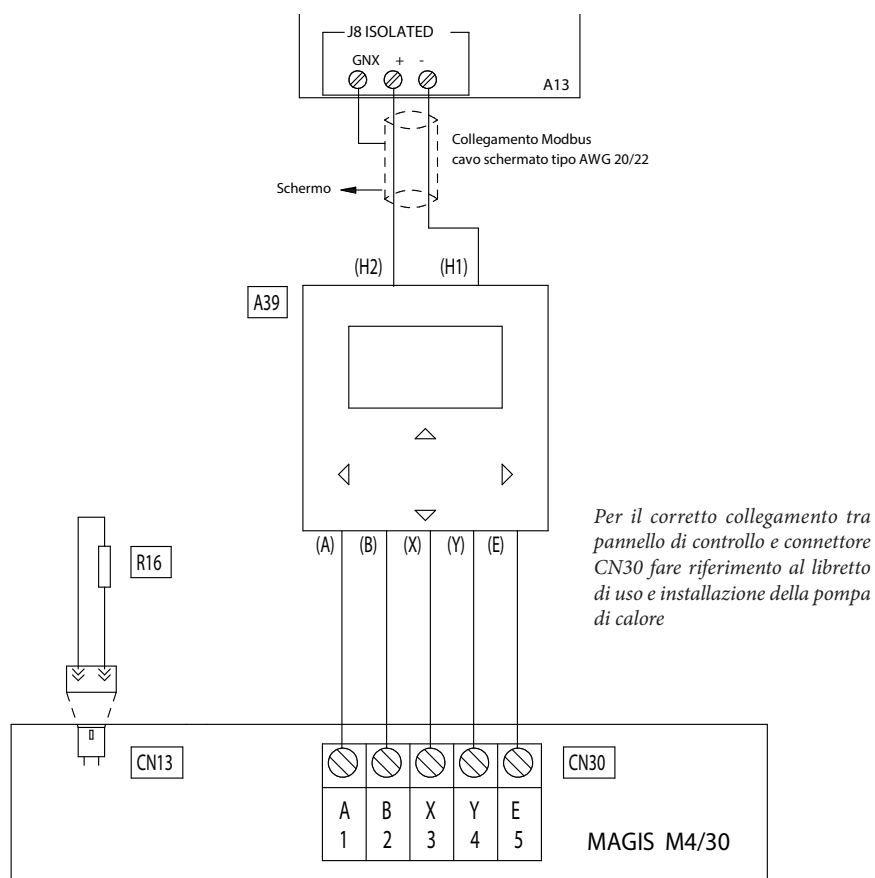 J8 ISOLATED
GNX + -
A13
Collegamento Modbus
cavo schermato tipo AWG 20/22
Schermo
(H2) (H1)
A39
(A) (B) (X) (Y) (E)
Per il corretto collegamento tra
pannello di controllo e connettore
CN30 fare riferimento al libretto
di uso e installazione della pompa
di calore
R16
CN13
CN30
A B X Y E
1 2 3 4 5
MAGIS M4/30